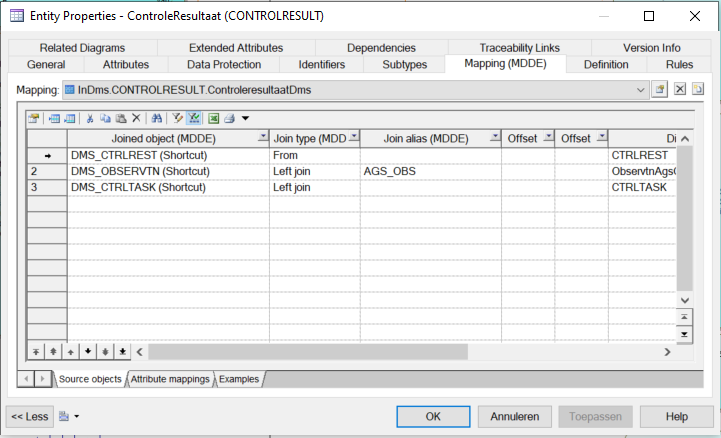 Entity Properties - ControleResultaat (CONTROLRESULT)
Related Diagrams Extended Attributes Dependencies Traceability Links Version Info
General Attributes Data Protection Identifiers Subtypes Mapping (MDDE) Definition Rules
Mapping: InDms.CONTROLRESULT.ControleresultaatDms
Joined object (MDDE) Join type (MDD Join alias (MDDE) Offset Offset Di
DMS_CTRLREST (Shortcut) From CTRLREST
2 DMS_OBSERVTN (Shortcut) Left join AGS_OBS ObservtnAgs
3 DMS_CTRLTASK (Shortcut) Left join CTRLTASK
Source objects Attribute mappings Examples
<< Less OK Annuleren Toepassen Help